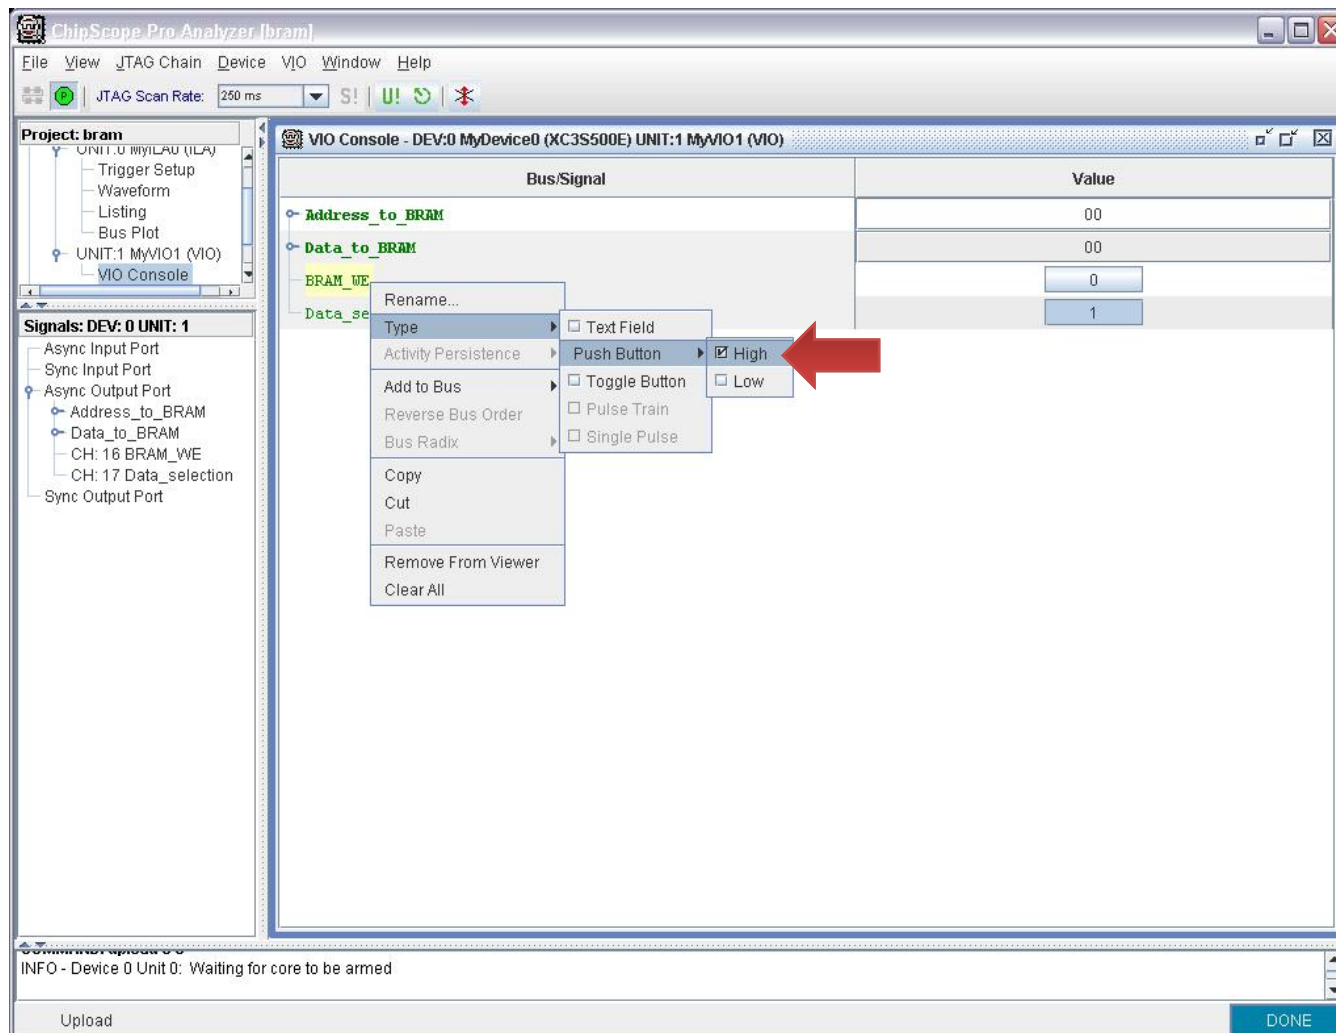 ChipScope Pro Analyzer [bram]
File View JTAG Chain Device VIO Window Help
JTAG Scan Rate: 250 ms S! U!
Project: bram
UNIT:0 MyILA0 (ILA)
Trigger Setup
Waveform
Listing
Bus Plot
UNIT:1 MyVIO1 (VIO)
VIO Console
Signals: DEV: 0 UNIT: 1
Async Input Port
Sync Input Port
Async Output Port
Address_to_BRAM
Data_to_BRAM
CH: 16 BRAM_WE
CH: 17 Data_selection
Sync Output Port
VIO Console - DEV:0 MyDevice0 (XC3S500E) UNIT:1 MyVIO1 (VIO)
Bus/Signal Value
Address_to_BRAM 00
Data_to_BRAM 00
BRAM_WE 0
Data_se 1
Rename...
Type
Activity Persistence
Add to Bus
Reverse Bus Order
Bus Radix
Copy
Cut
Paste
Remove From Viewer
Clear All
Text Field
Push Button
Toggle Button
Pulse Train
Single Pulse
High
Low
INFO - Device 0 Unit 0: Waiting for core to be armed
Upload DONE